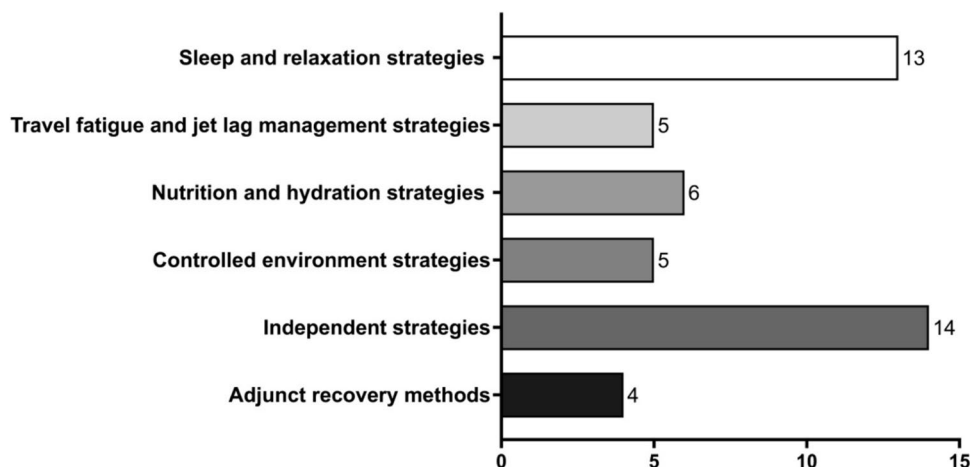 Sleep and relaxation strategies 13
Travel fatigue and jet lag management strategies 5
Nutrition and hydration strategies 6
Controlled environment strategies 5
Independent strategies 14
Adjunct recovery methods 4
0 5 10 15